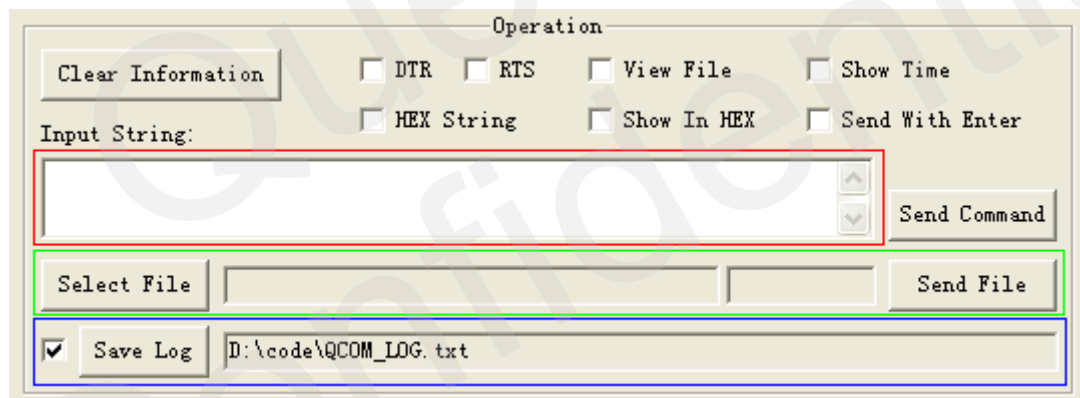 Operation
Clear Information
DTR RTS View File Show Time
HEX String Show In HEX Send With Enter
Input String:
Send Command
Select File Send File
Save Log D:\code\QCOM_LOG.txt